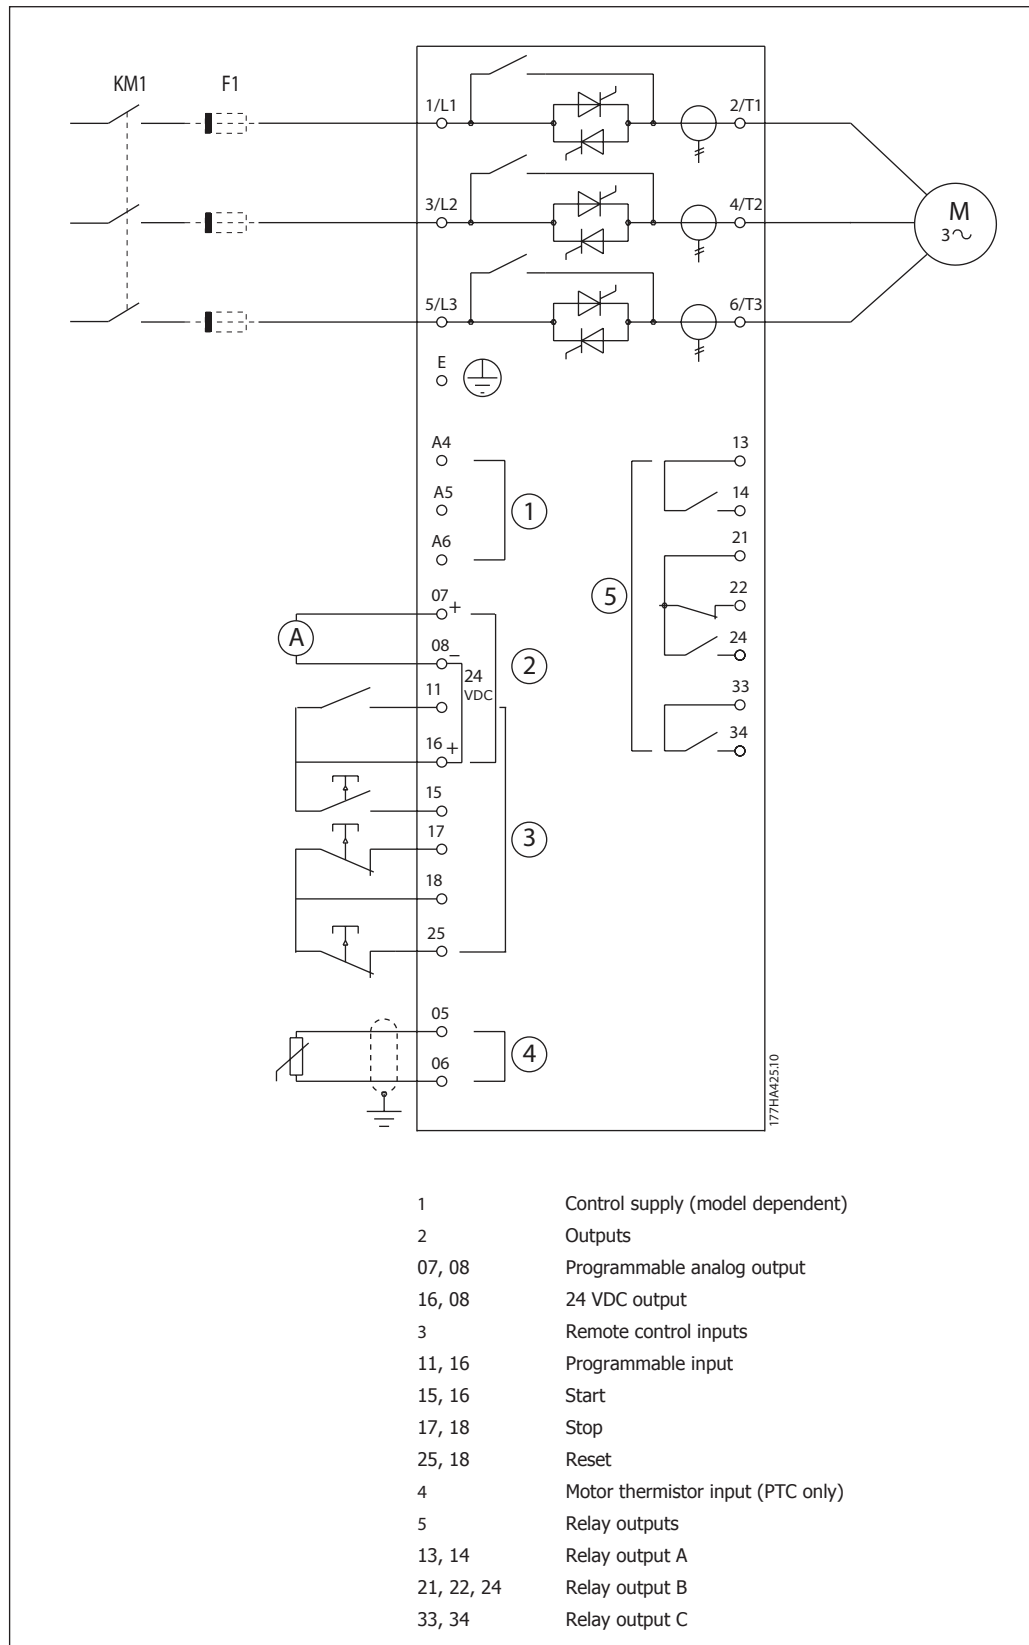 KM1 F1
1/L1 2/T1
3/L2 4/T2
M
3~
5/L3 6/T3
E
A4 13
A5 14
1
A6 21
07 + 5 22
A
08 − 24
24
VDC
2
11 33
16 + 34
15
17 3
18
25
05
4
06
177HA425.10
1 Control supply (model dependent)
2 Outputs
07, 08 Programmable analog output
16, 08 24 VDC output
3 Remote control inputs
11, 16 Programmable input
15, 16 Start
17, 18 Stop
25, 18 Reset
4 Motor thermistor input (PTC only)
5 Relay outputs
13, 14 Relay output A
21, 22, 24 Relay output B
33, 34 Relay output C